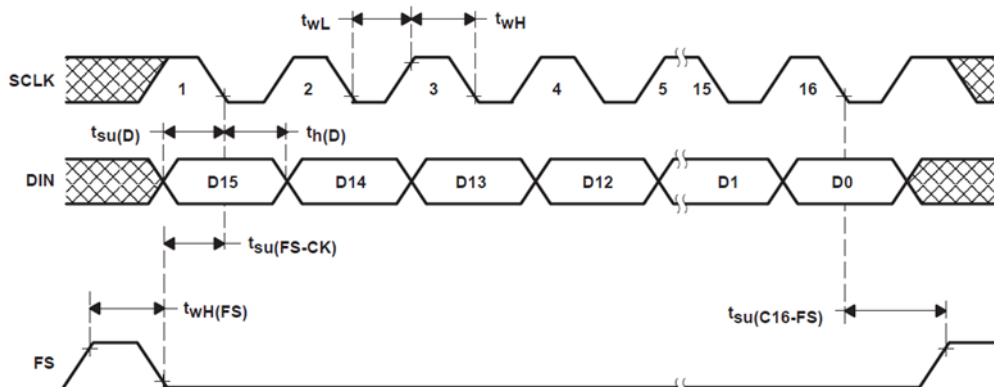 twL twH
SCLK 1 2 3 4 5 15 16
tsu(D) th(D)
DIN D15 D14 D13 D12 D1 D0
tsu(FS-CK)
twH(FS) tsu(C16-FS)
FS